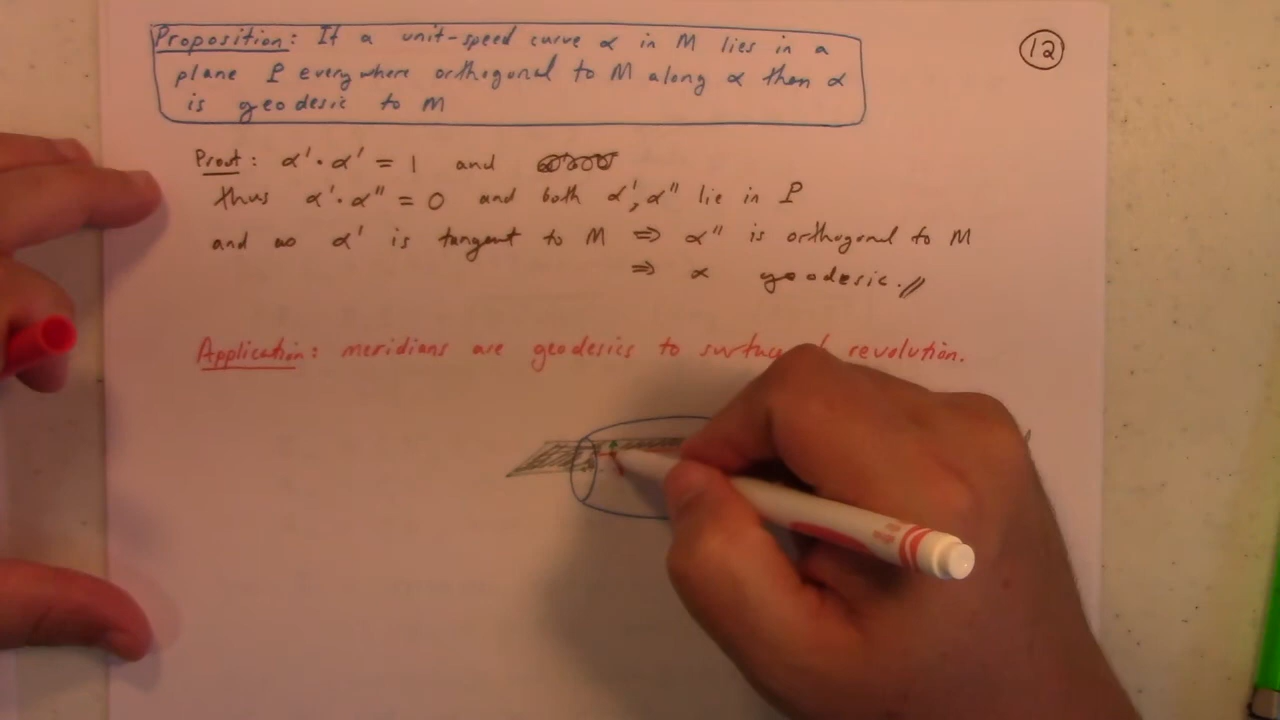 Proposition: If a unit-speed curve α in M lies in a
plane P everywhere orthogonal to M along α then α
is geodesic to M
12
Proof: α'·α' = 1 and
thus α'·α'' = 0 and both α', α'' lie in P
and so α' is tangent to M ⇒ α'' is orthogonal to M
⇒ α geodesic.//
Application: meridians are geodesics to revolution.